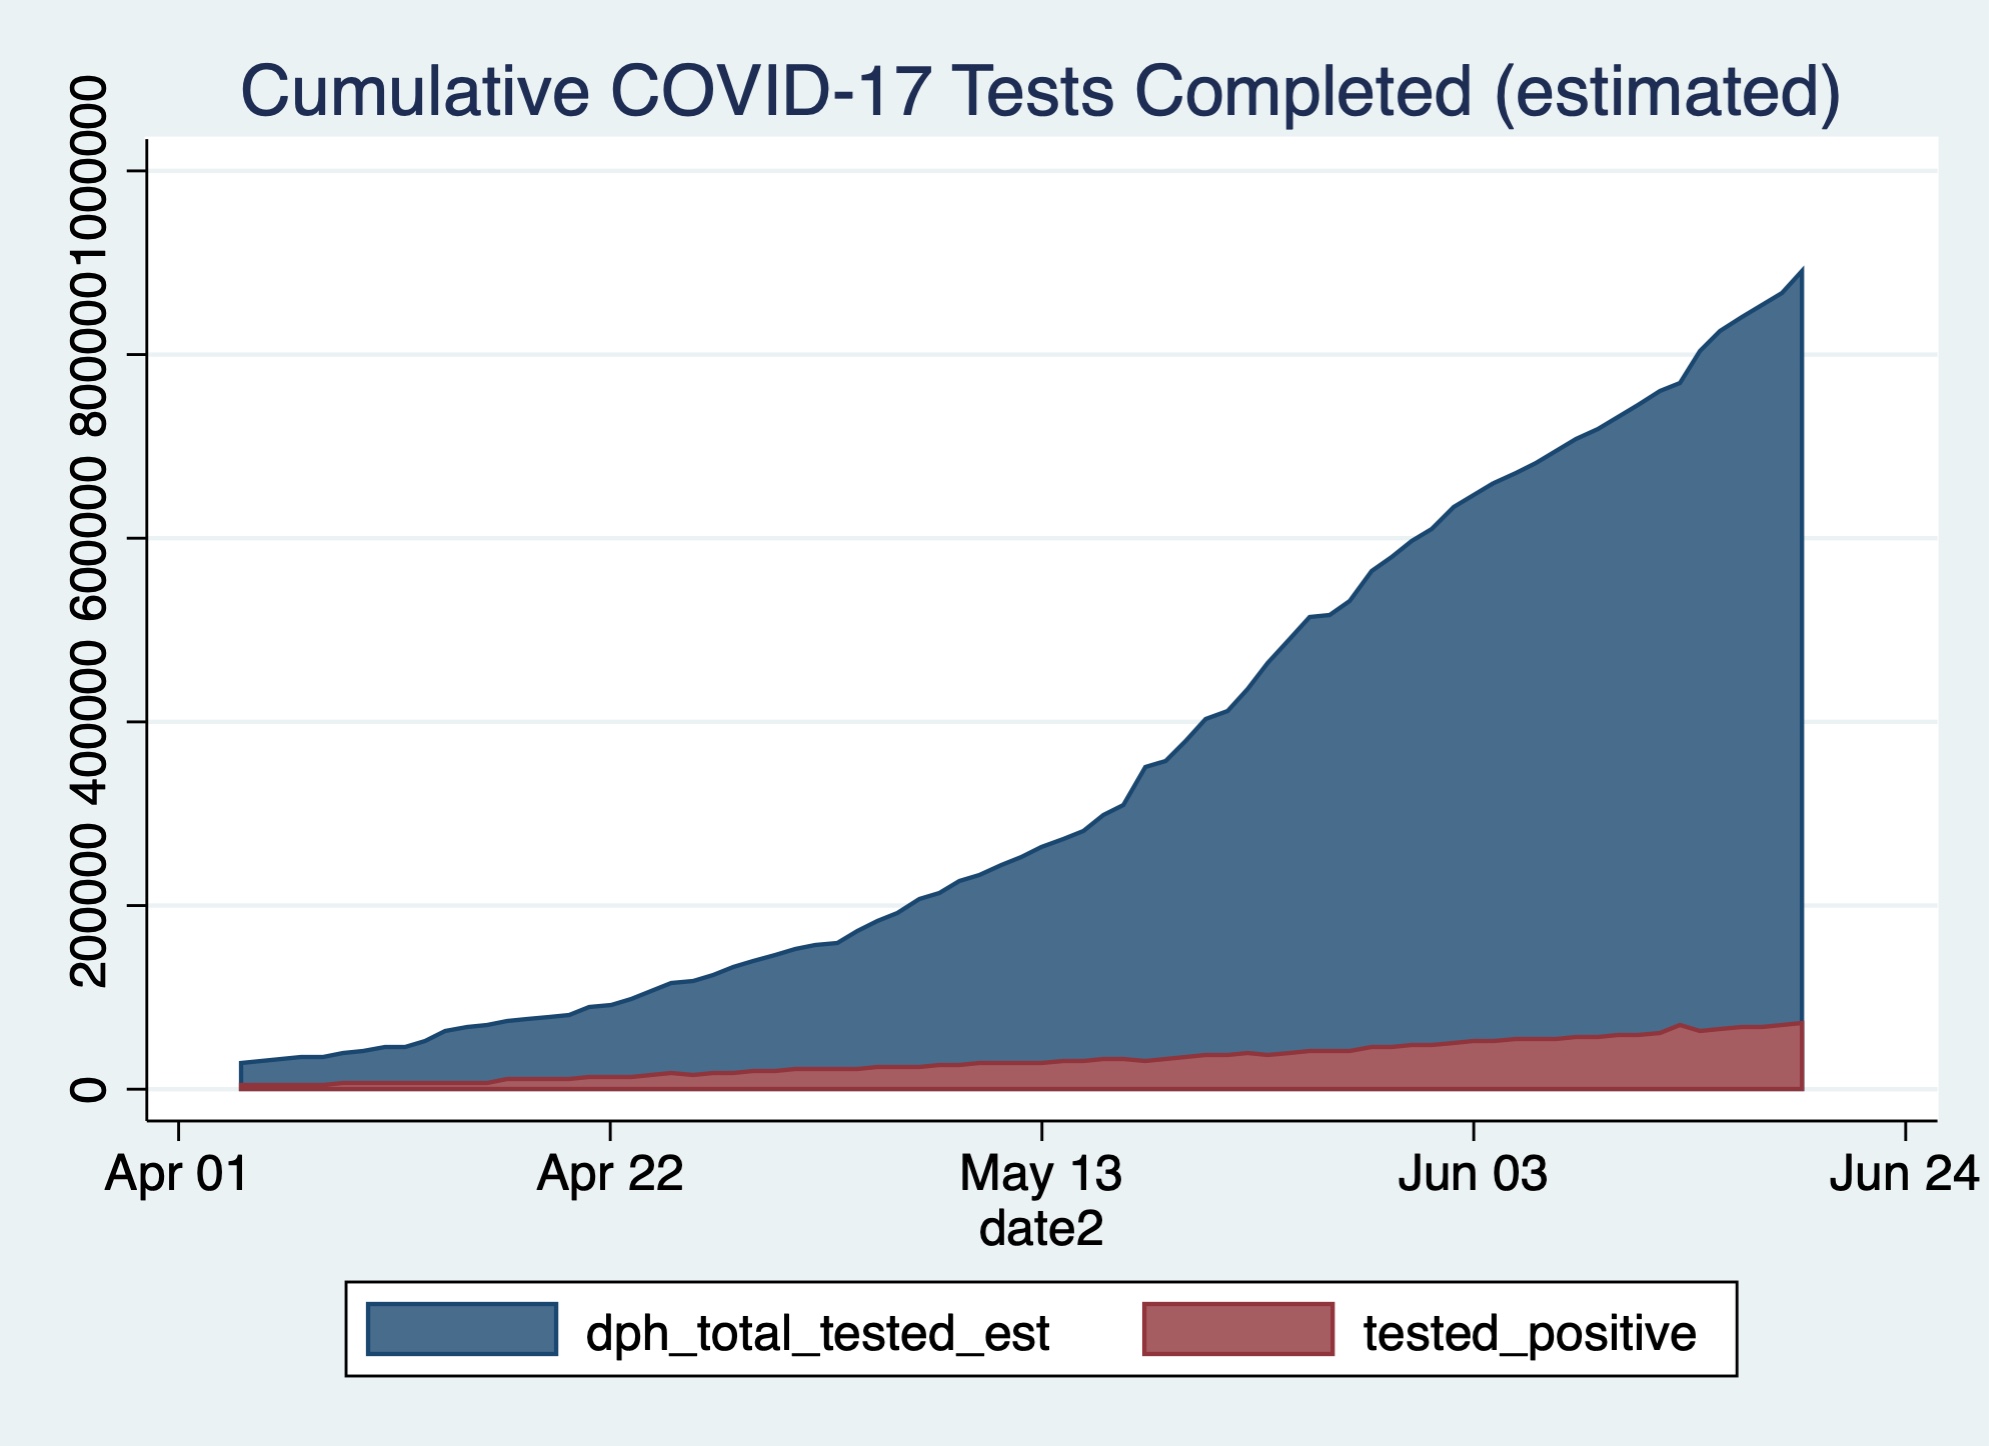 Cumulative COVID-17 Tests Completed (estimated)
1000000
800000
600000
400000
200000
0
Apr 01 Apr 22 May 13 Jun 03 Jun 24
date2
dph_total_tested_est tested_positive